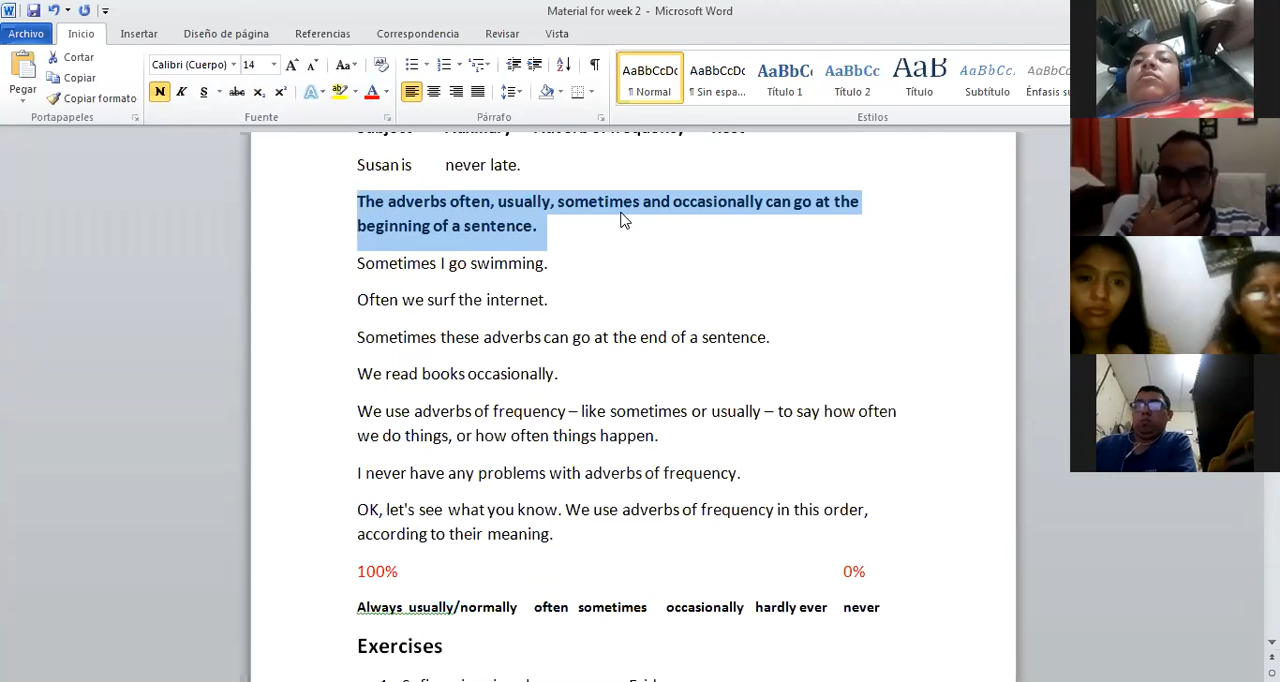 Material for week 2 - Microsoft Word
Archivo Inicio Insertar Diseño de página Referencias Correspondencia Revisar Vista
Cortar
Copiar
Copiar formato
Pegar
Calibri (Cuerpo) 14
AaBbCcDc AaBbCcDc AaBbC AaBbCc AaB AaBbCcL AaBbCcD
¶ Normal ¶ Sin espa... Título 1 Título 2 Título Subtítulo Énfasis su
Portapapeles Fuente Párrafo Estilos
Susan is never late.
The adverbs often, usually, sometimes and occasionally can go at the
beginning of a sentence.
Sometimes I go swimming.
Often we surf the internet.
Sometimes these adverbs can go at the end of a sentence.
We read books occasionally.
We use adverbs of frequency – like sometimes or usually – to say how often
we do things, or how often things happen.
I never have any problems with adverbs of frequency.
OK, let's see what you know. We use adverbs of frequency in this order,
according to their meaning.
100% 0%
Always usually/normally often sometimes occasionally hardly ever never
Exercises